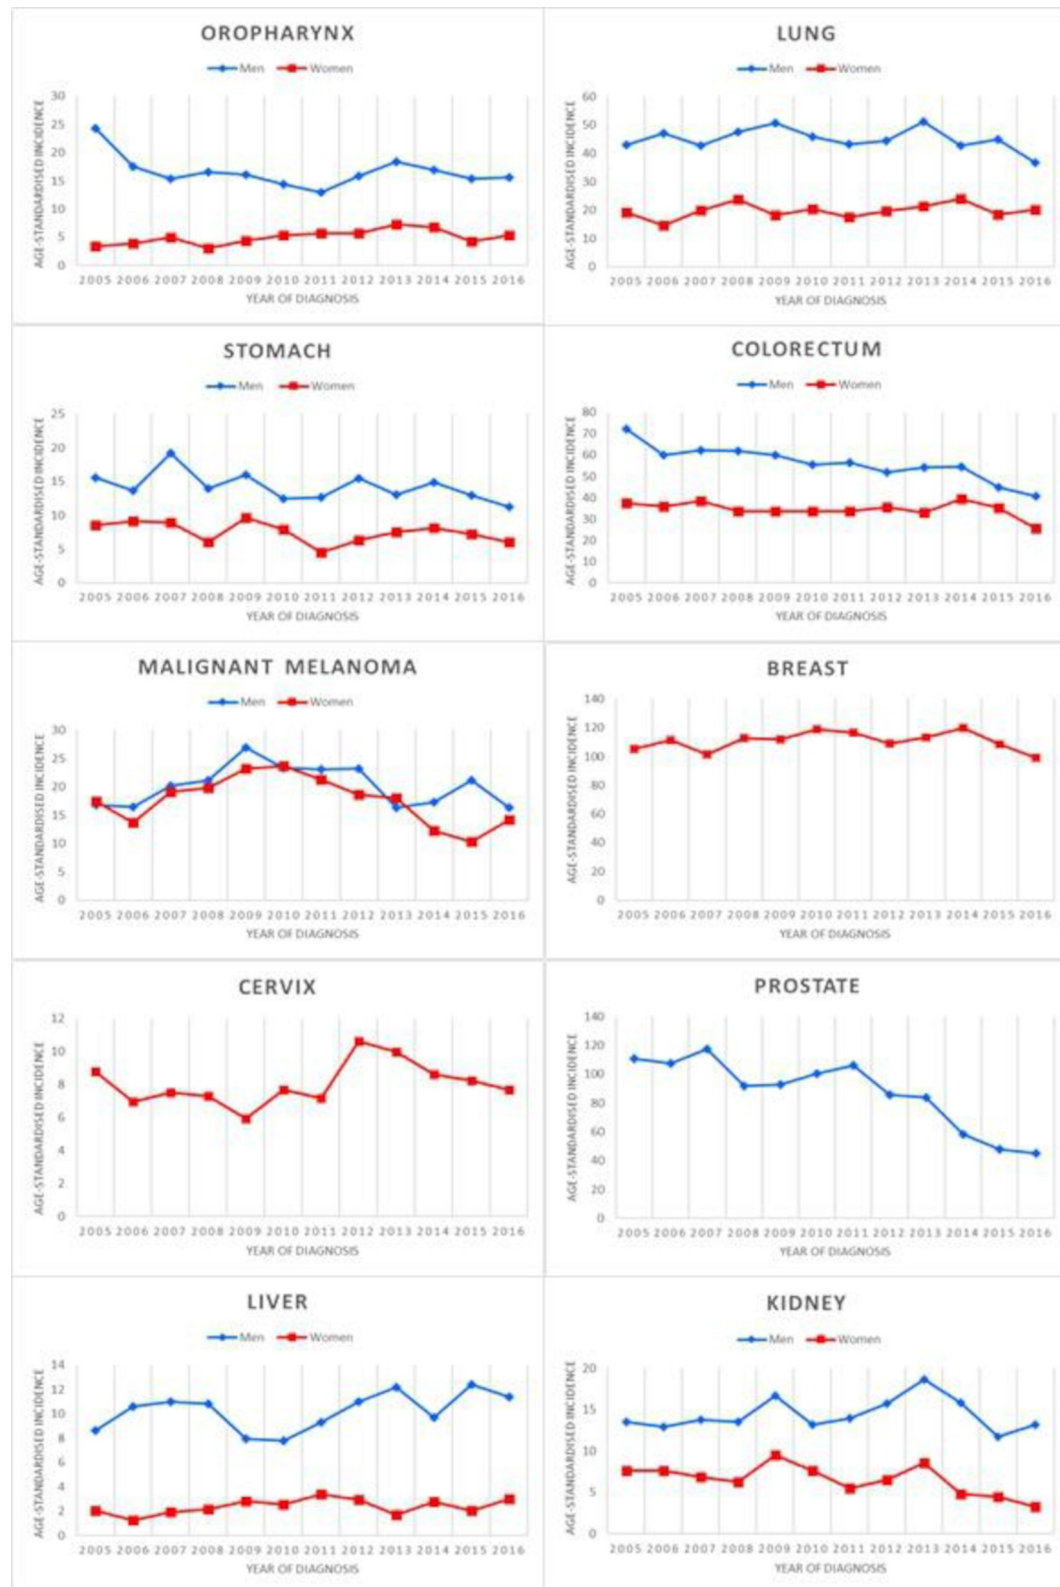 OROPHARYNX
Men Women
AGE-STANDARDISED INCIDENCE
30
25
20
15
10
5
0
2005 2006 2007 2008 2009 2010 2011 2012 2013 2014 2015 2016
YEAR OF DIAGNOSIS
LUNG
Men Women
AGE-STANDARDISED INCIDENCE
60
50
40
30
20
10
0
2005 2006 2007 2008 2009 2010 2011 2012 2013 2014 2015 2016
YEAR OF DIAGNOSIS
STOMACH
Men Women
AGE-STANDARDISED INCIDENCE
25
20
15
10
5
0
2005 2006 2007 2008 2009 2010 2011 2012 2013 2014 2015 2016
YEAR OF DIAGNOSIS
COLORECTUM
Men Women
AGE-STANDARDISED INCIDENCE
80
70
60
50
40
30
20
10
0
2005 2006 2007 2008 2009 2010 2011 2012 2013 2014 2015 2016
YEAR OF DIAGNOSIS
MALIGNANT MELANOMA
Men Women
AGE-STANDARDISED INCIDENCE
30
25
20
15
10
5
0
2005 2006 2007 2008 2009 2010 2011 2012 2013 2014 2015 2016
YEAR OF DIAGNOSIS
BREAST
AGE-STANDARDISED INCIDENCE
140
120
100
80
60
40
20
0
2005 2006 2007 2008 2009 2010 2011 2012 2013 2014 2015 2016
YEAR OF DIAGNOSIS
CERVIX
AGE-STANDARDISED INCIDENCE
12
10
8
6
4
2
0
2005 2006 2007 2008 2009 2010 2011 2012 2013 2014 2015 2016
YEAR OF DIAGNOSIS
PROSTATE
AGE-STANDARDISED INCIDENCE
140
120
100
80
60
40
20
0
2005 2006 2007 2008 2009 2010 2011 2012 2013 2014 2015 2016
YEAR OF DIAGNOSIS
LIVER
Men Women
AGE-STANDARDISED INCIDENCE
14
12
10
8
6
4
2
0
2005 2006 2007 2008 2009 2010 2011 2012 2013 2014 2015 2016
YEAR OF DIAGNOSIS
KIDNEY
Men Women
AGE-STANDARDISED INCIDENCE
20
15
10
5
0
2005 2006 2007 2008 2009 2010 2011 2012 2013 2014 2015 2016
YEAR OF DIAGNOSIS